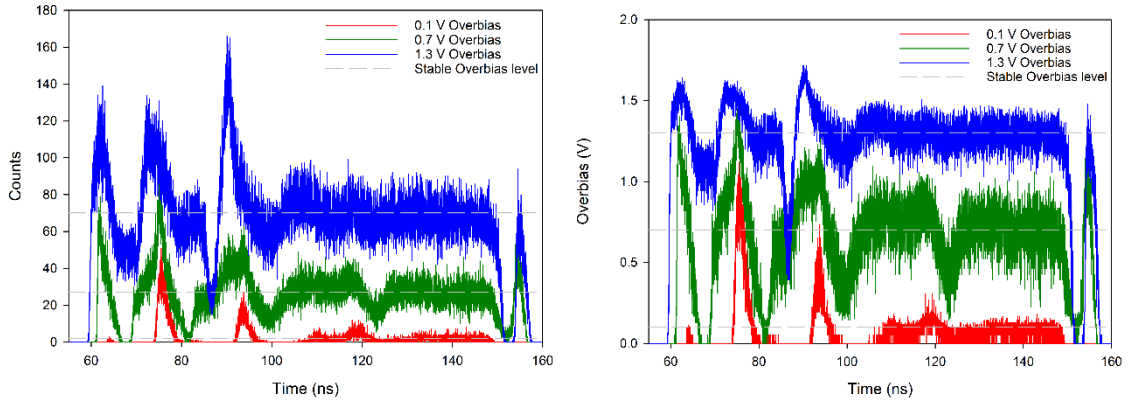 180
160
140
120
100
80
60
40
20
0
Counts
0.1 V Overbias
0.7 V Overbias
1.3 V Overbias
Stable Overbias level
60 80 100 120 140 160
Time (ns)
2.0
1.5
1.0
0.5
0.0
Overbias (V)
0.1 V Overbias
0.7 V Overbias
1.3 V Overbias
Stable Overbias level
60 80 100 120 140 160
Time (ns)